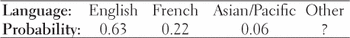 Language: English French Asian/Pacific Other
Probability: 0.63 0.22 0.06 ?